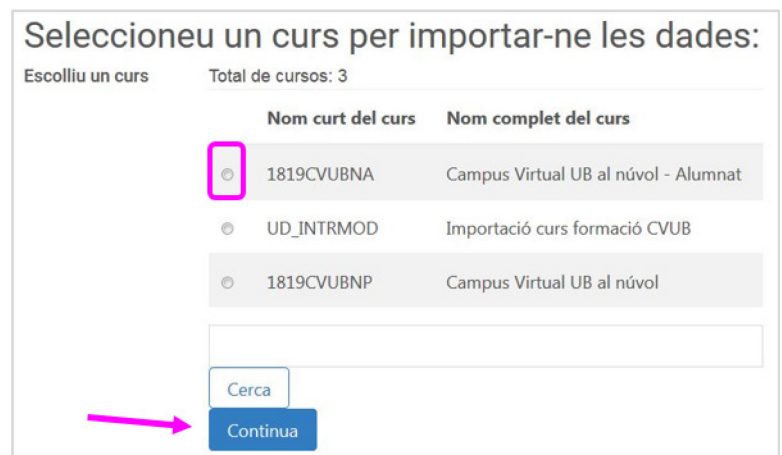 Seleccioneu un curs per importar-ne les dades:
Escolliu un curs Total de cursos: 3
Nom curt del curs Nom complet del curs
1819CVUBNA Campus Virtual UB al núvol - Alumnat
UD_INTRMOD Importació curs formació CVUB
1819CVUBNP Campus Virtual UB al núvol
Cerca
Continua